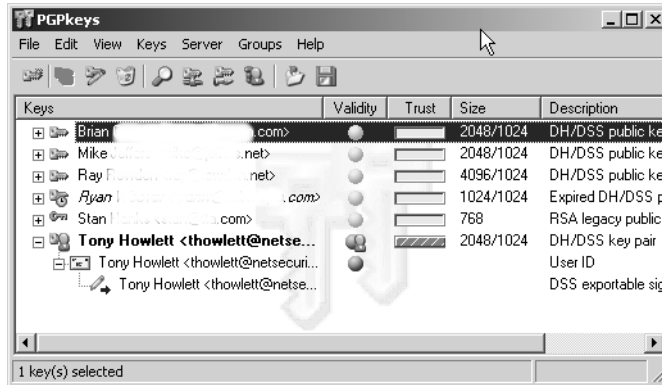 PGPkeys
File Edit View Keys Server Groups Help
Keys Validity Trust Size Description
Brian .com> 2048/1024 DH/DSS public ke
Mike .net> 2048/1024 DH/DSS public ke
Ray net> 4096/1024 DH/DSS public ke
Ryan .com> 1024/1024 Expired DH/DSS p
Stan .com> 768 RSA legacy public
Tony Howlett <thowlett@netse... 2048/1024 DH/DSS key pair
Tony Howlett <thowlett@netsecuri... User ID
Tony Howlett <thowlett@netse... DSS exportable sig
1 key(s) selected